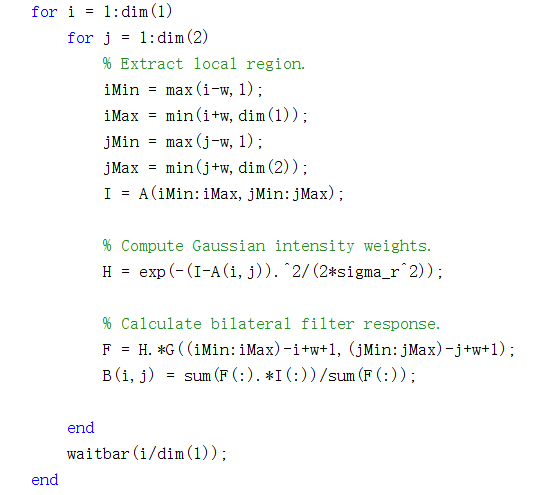 for i = 1:dim(1)
for j = 1:dim(2)
% Extract local region.
iMin = max(i-w,1);
iMax = min(i+w,dim(1));
jMin = max(j-w,1);
jMax = min(j+w,dim(2));
I = A(iMin:iMax,jMin:jMax);
% Compute Gaussian intensity weights.
H = exp(-(I-A(i,j)).^2/(2*sigma_r^2));
% Calculate bilateral filter response.
F = H.*G((iMin:iMax)-i+w+1,(jMin:jMax)-j+w+1);
B(i,j) = sum(F(:).*I(:))/sum(F(:));
end
waitbar(i/dim(1));
end